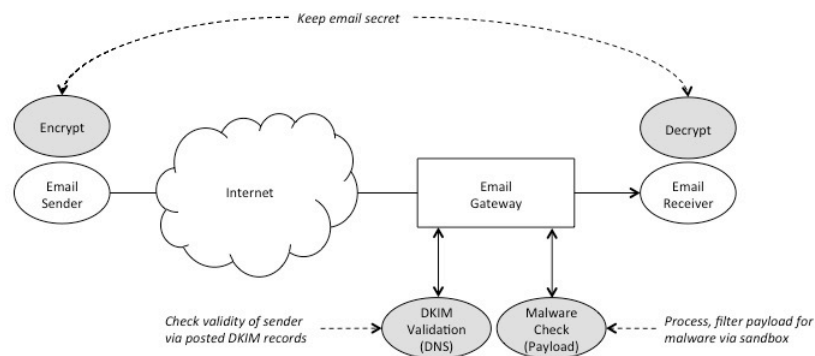 Keep email secret
Encrypt
Decrypt
Email
Sender
Internet
Email
Gateway
Email
Receiver
Check validity of sender
via posted DKIM records
DKIM
Validation
(DNS)
Malware
Check
(Payload)
Process, filter payload for
malware via sandbox